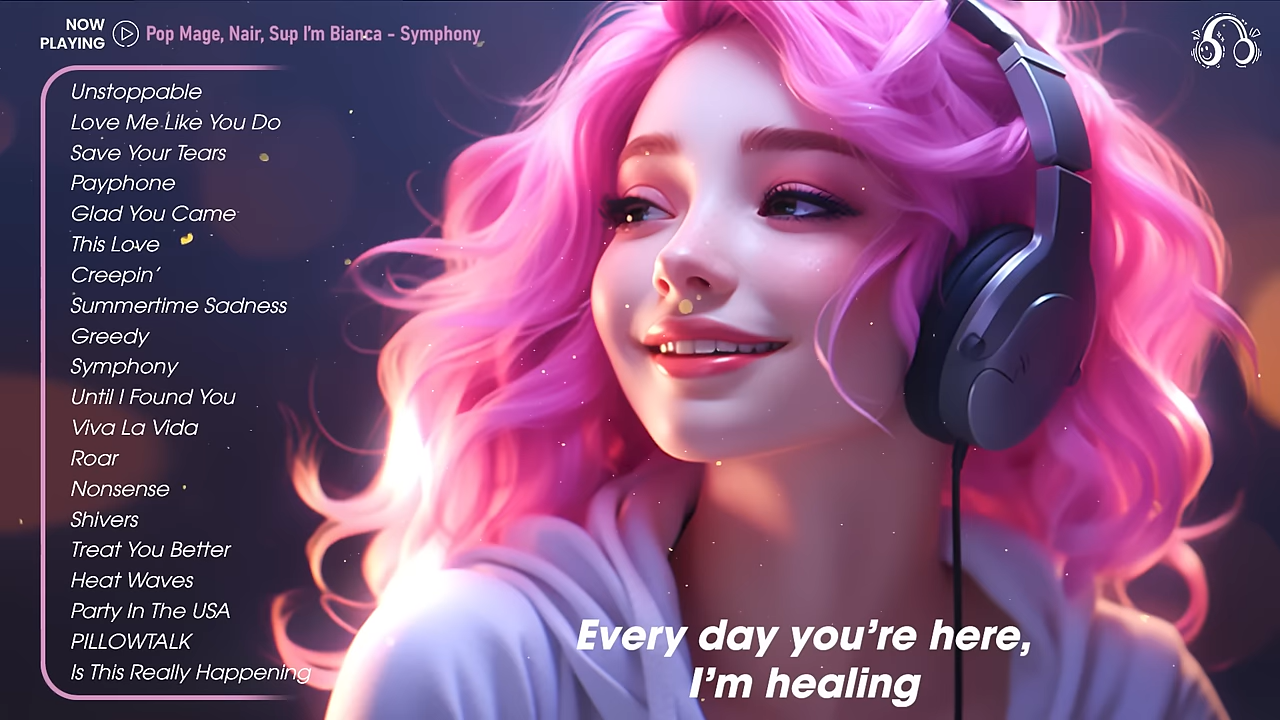 NOW
PLAYING
Pop Mage, Nair, Sup I'm Bianca - Symphony
Unstoppable
Love Me Like You Do
Save Your Tears
Payphone
Glad You Came
This Love
Creepin’
Summertime Sadness
Greedy
Symphony
Until I Found You
Viva La Vida
Roar
Nonsense
Shivers
Treat You Better
Heat Waves
Party In The USA
PILLOWTALK
Is This Really Happening
Every day you’re here,
I’m healing